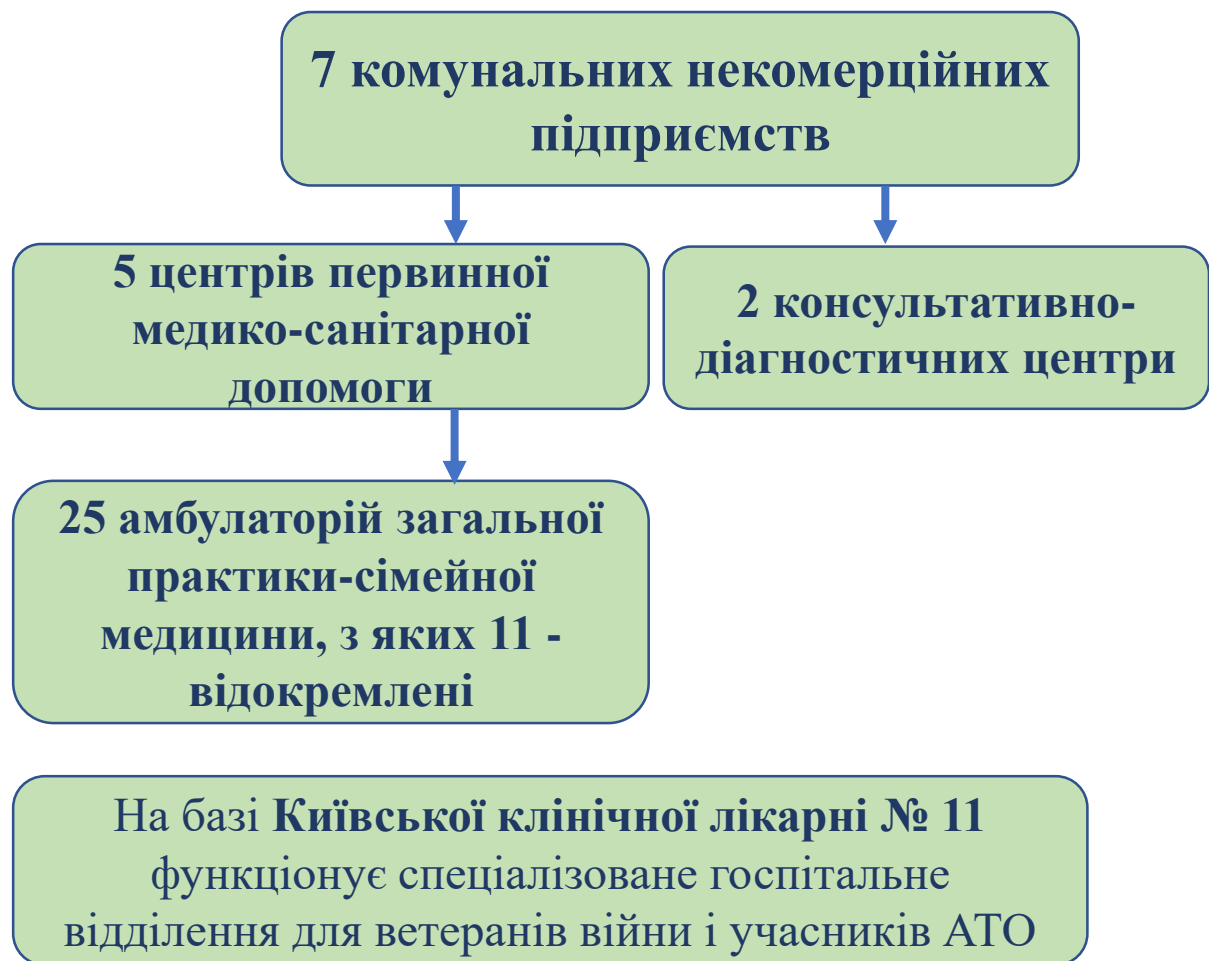 7 комунальних некомерційних
підприємств
5 центрів первинної
медико-санітарної
допомоги
2 консультативно-
діагностичних центри
25 амбулаторій загальної
практики-сімейної
медицини, з яких 11 -
відокремлені
На базі Київської клінічної лікарні № 11
функціонує спеціалізоване госпітальне
відділення для ветеранів війни і учасників АТО